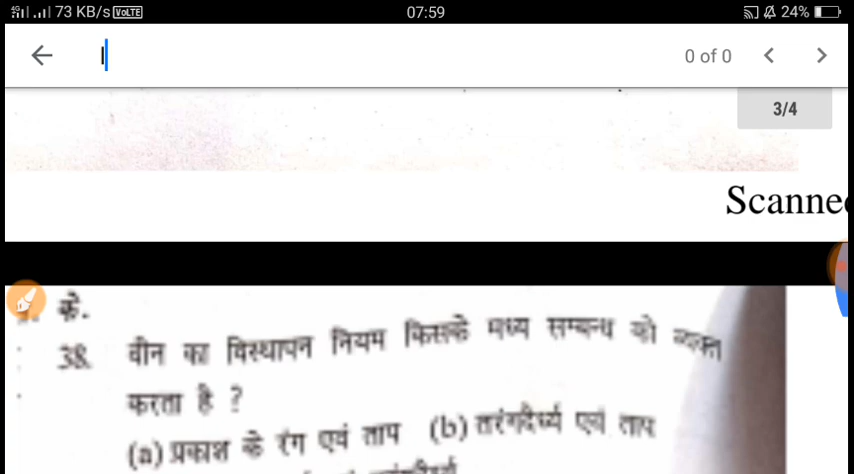 73 KB/s VoLTE 07:59 24%
0 of 0
3/4
Scanne
के.
38. वीन का विस्थापन नियम किसके मध्य सम्बन्ध को व्यक्त
करता है ?
(a) प्रकाश के रंग एवं ताप (b) तरंगदैर्ध्य एवं ताप